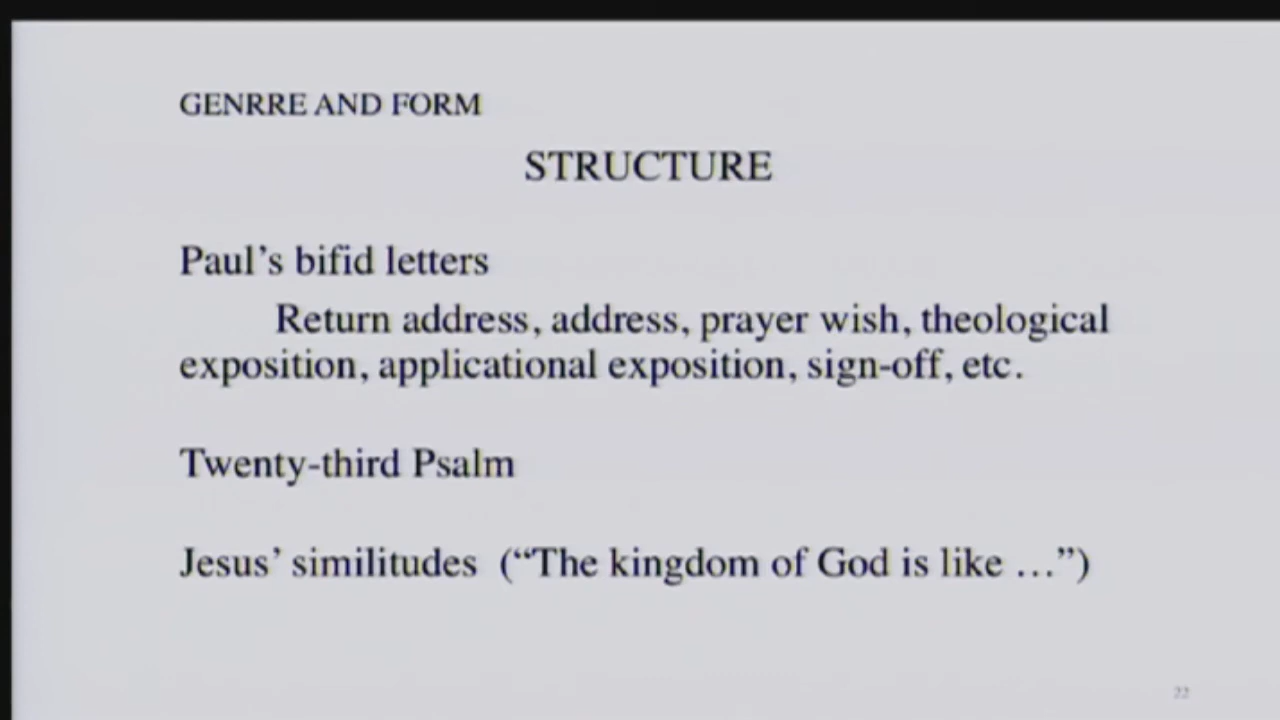 GENRRE AND FORM
STRUCTURE
Paul’s bifid letters
Return address, address, prayer wish, theological
exposition, applicational exposition, sign-off, etc.
Twenty-third Psalm
Jesus’ similitudes (“The kingdom of God is like …”)
22